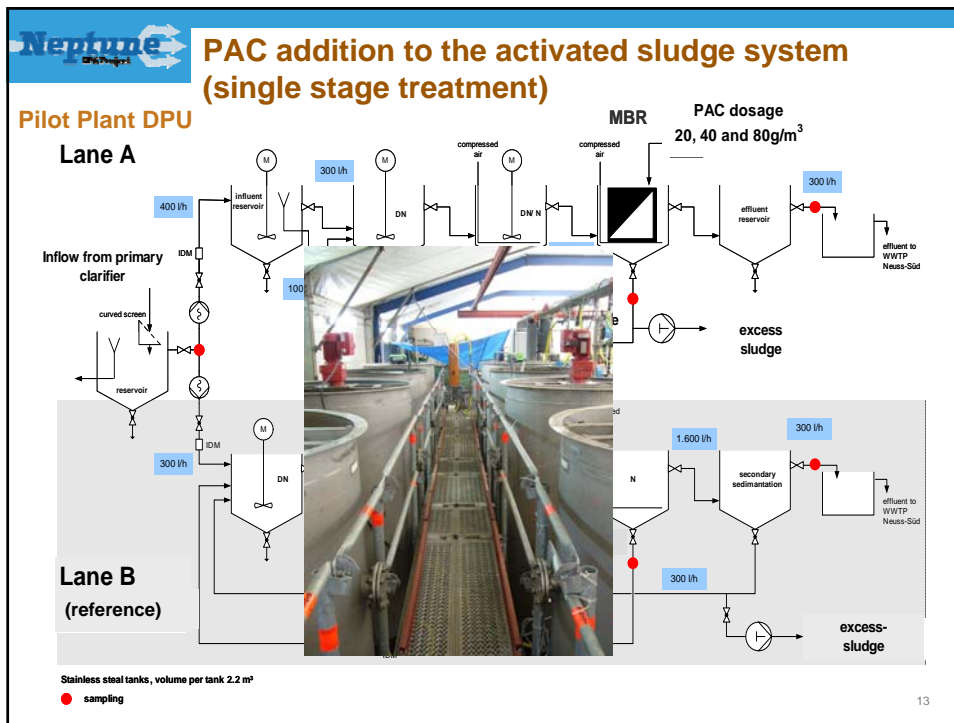 Neptune
PAC addition to the activated sludge system
(single stage treatment)
Pilot Plant DPU
Lane A
MBR
PAC dosage
20, 40 and 80g/m³
compressed
air
compressed
air
M
M
M
300 l/h
300 l/h
400 l/h
influent
reservoir
DN
DN/ N
effluent
reservoir
effluent to
WWTP
Neuss-Süd
IDM
Inflow from primary
clarifier
100
curved screen
reservoir
excess
sludge
M
IDM
300 l/h
DN
1.600 l/h
300 l/h
N
secondary
sedimantation
effluent to
WWTP
Neuss-Süd
300 l/h
Lane B
(reference)
excess-
sludge
Stainless steal tanks, volume per tank 2.2 m³
sampling
13